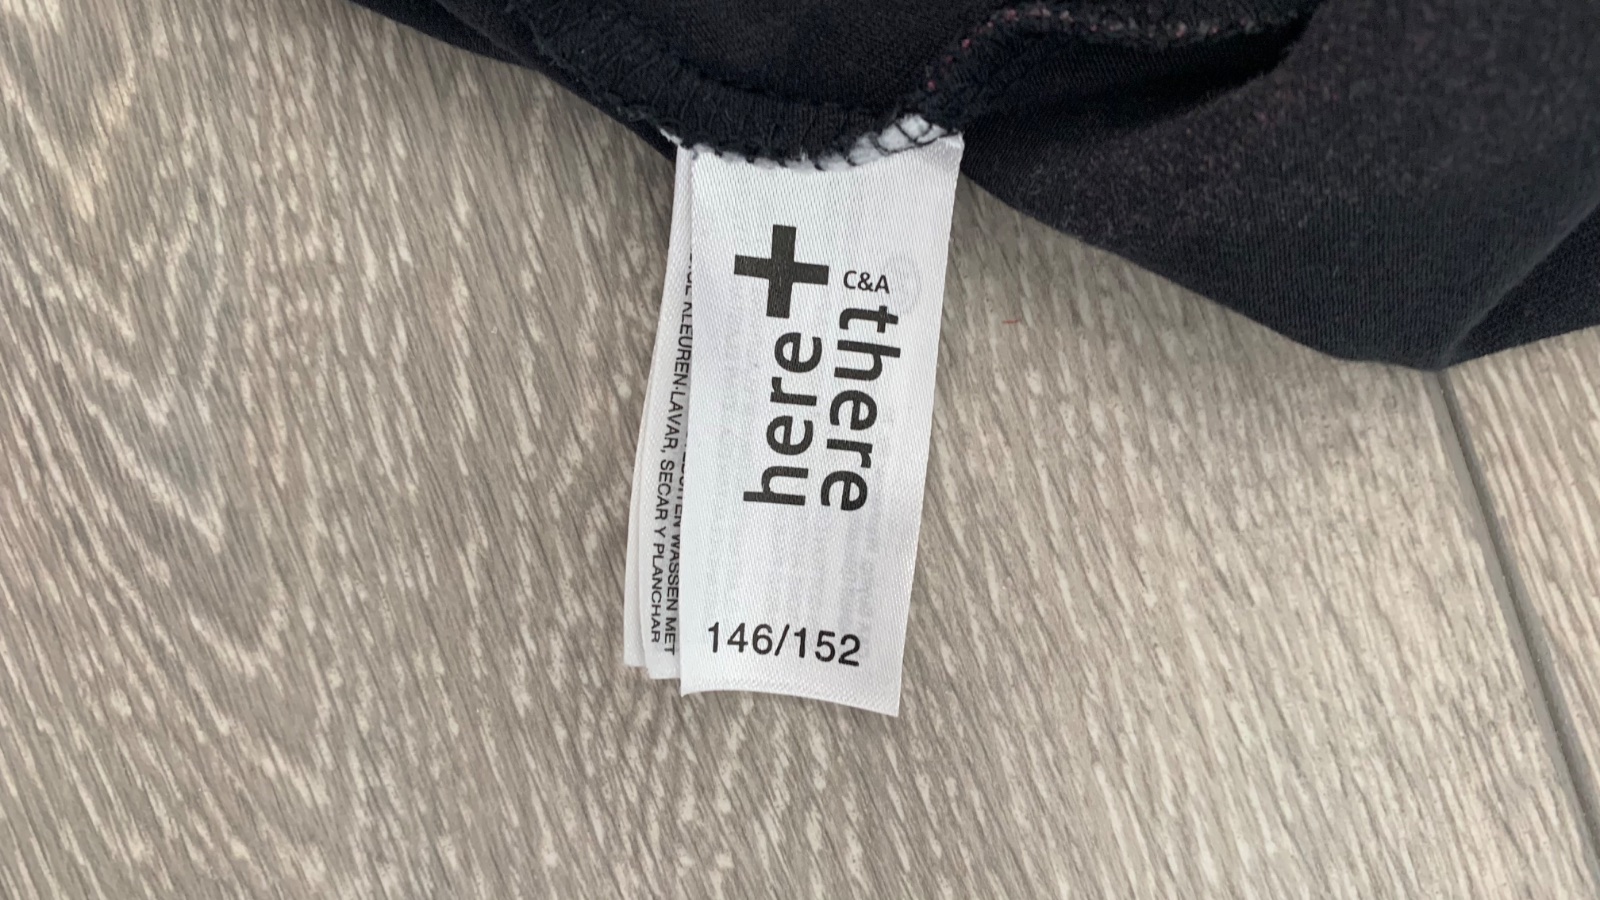 C&A
here
+
there
146/152
KLEUREN WASSEN MET
LAVAR, SECAR Y PLANCHAR